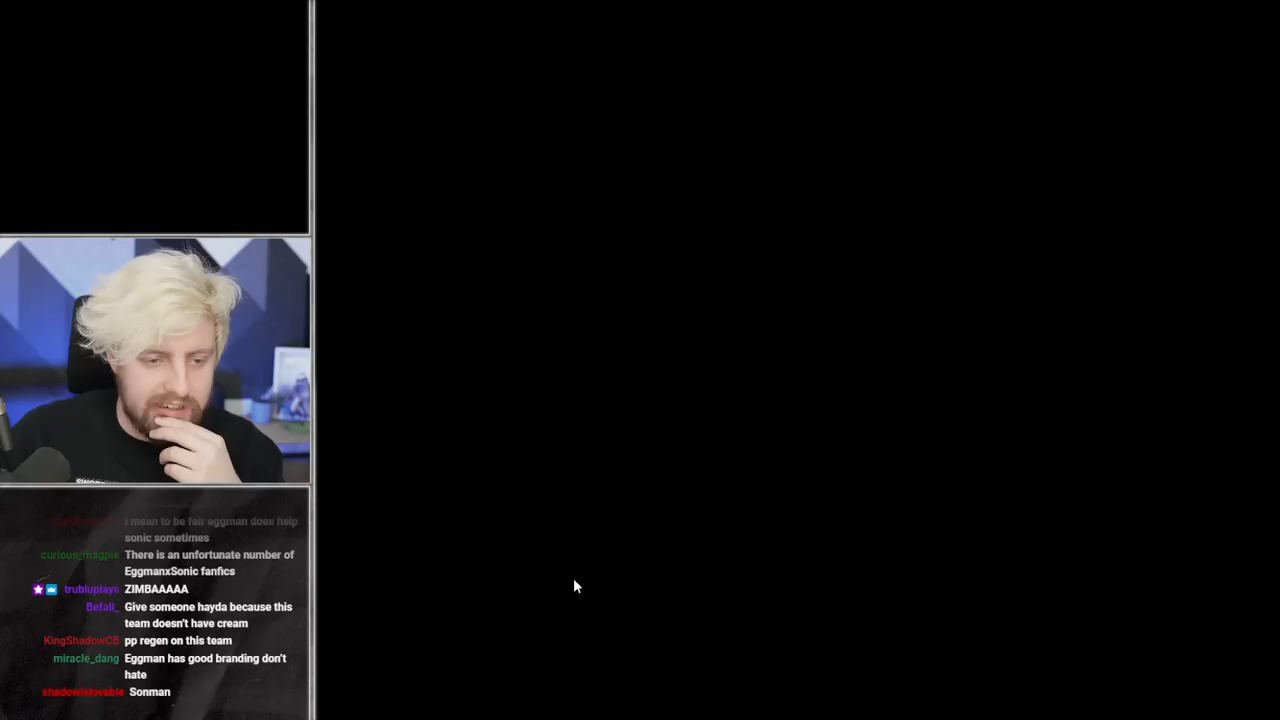 i mean to be fair eggman does help
sonic sometimes
curious_magpie There is an unfortunate number of
EggmanxSonic fanfics
trubluplays ZIMBAAAAA
Befall_ Give someone hayda because this
team doesn't have cream
KingShadowCB pp regen on this team
miracle_dang Eggman has good branding don't
hate
shadowinlovable Sonman